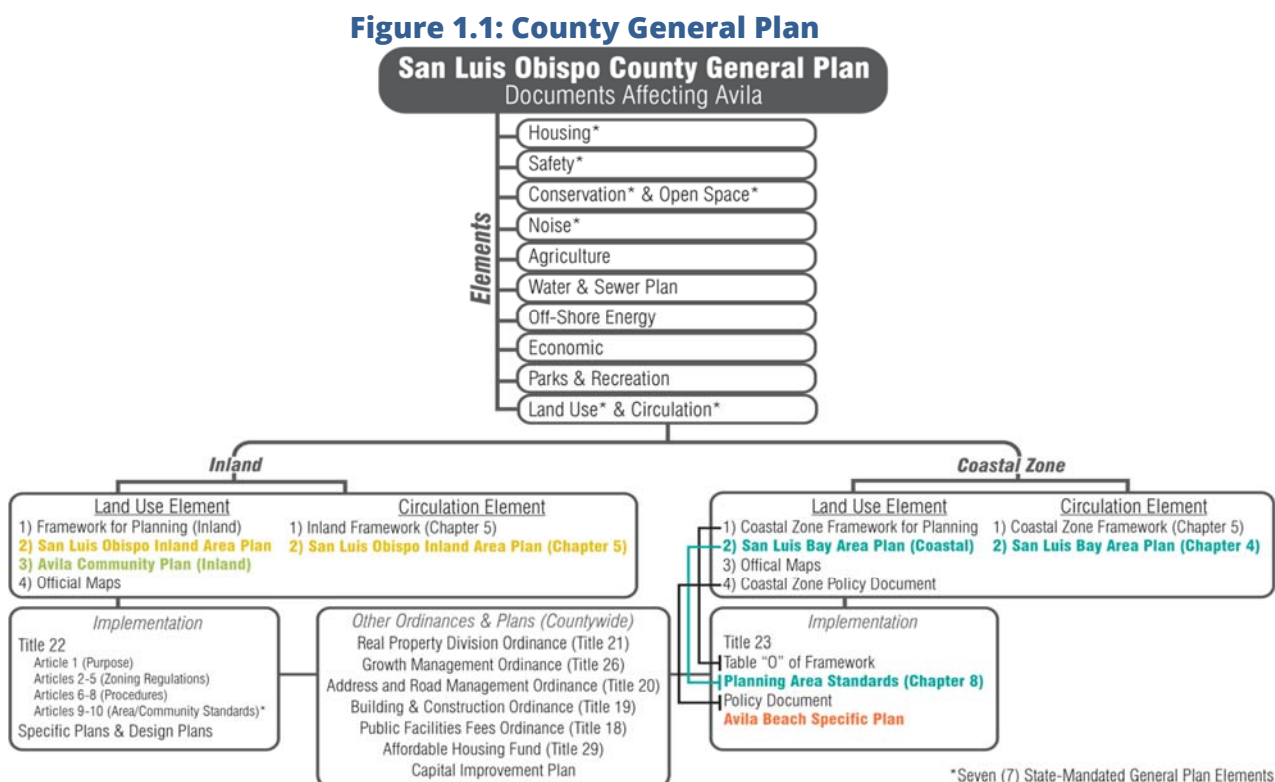 Figure 1.1: County General Plan
San Luis Obispo County General Plan
Documents Affecting Avila
Elements
Housing*
Safety*
Conservation* & Open Space*
Noise*
Agriculture
Water & Sewer Plan
Off-Shore Energy
Economic
Parks & Recreation
Land Use* & Circulation*
Inland
Land Use Element
1) Framework for Planning (Inland)
2) San Luis Obispo Inland Area Plan
3) Avila Community Plan (Inland)
4) Official Maps
Circulation Element
1) Inland Framework (Chapter 5)
2) San Luis Obispo Inland Area Plan (Chapter 5)
Coastal Zone
Land Use Element
1) Coastal Zone Framework for Planning
2) San Luis Bay Area Plan (Coastal)
3) Offical Maps
4) Coastal Zone Policy Document
Circulation Element
1) Coastal Zone Framework (Chapter 5)
2) San Luis Bay Area Plan (Chapter 4)
Implementation
Title 22
Article 1 (Purpose)
Articles 2-5 (Zoning Regulations)
Articles 6-8 (Procedures)
Articles 9-10 (Area/Community Standards)*
Specific Plans & Design Plans
Other Ordinances & Plans (Countywide)
Real Property Division Ordinance (Title 21)
Growth Management Ordinance (Title 26)
Address and Road Management Ordinance (Title 20)
Building & Construction Ordinance (Title 19)
Public Facilities Fees Ordinance (Title 18)
Affordable Housing Fund (Title 29)
Capital Improvement Plan
Implementation
Title 23
Table "O" of Framework
Planning Area Standards (Chapter 8)
Policy Document
Avila Beach Specific Plan
*Seven (7) State-Mandated General Plan Elements